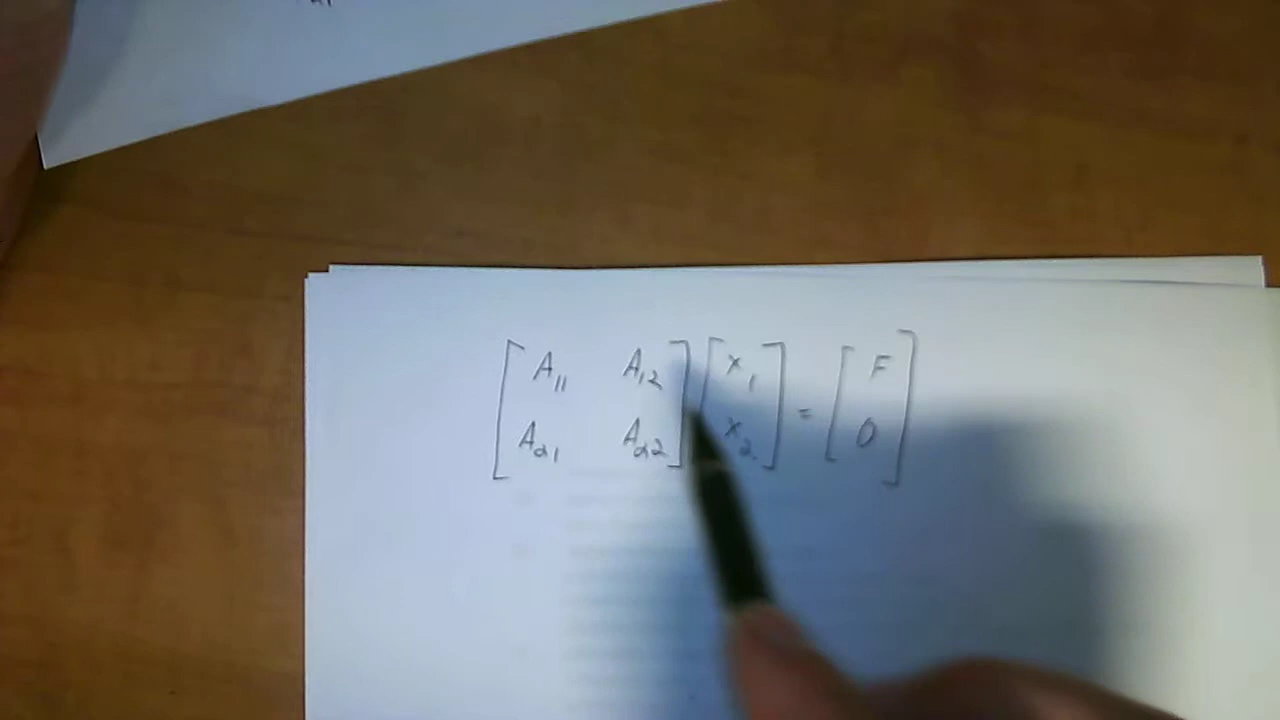 [ A₁₁ A₁₂ ] [ x₁ ] = [ F ]
[ A₂₁ A₂₂ ] [ x₂ ] [ 0 ]